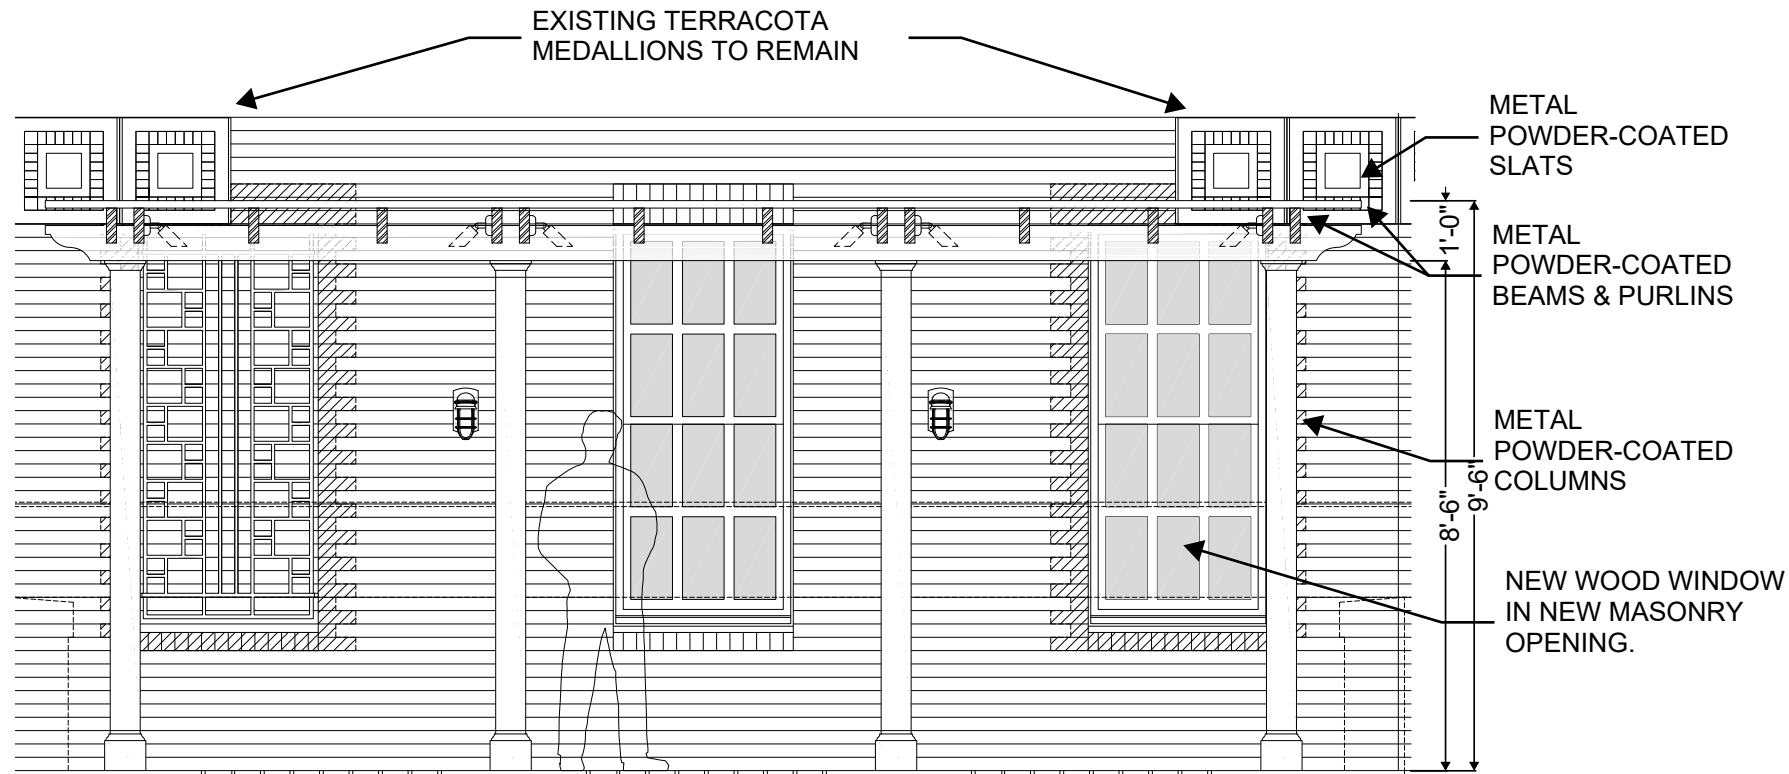 EXISTING TERRACOTA
MEDALLIONS TO REMAIN
METAL
POWDER-COATED
SLATS
1'-0"
METAL
POWDER-COATED
BEAMS & PURLINS
METAL
POWDER-COATED
COLUMNS
8'-6"
9'-6"
NEW WOOD WINDOW
IN NEW MASONRY
OPENING.